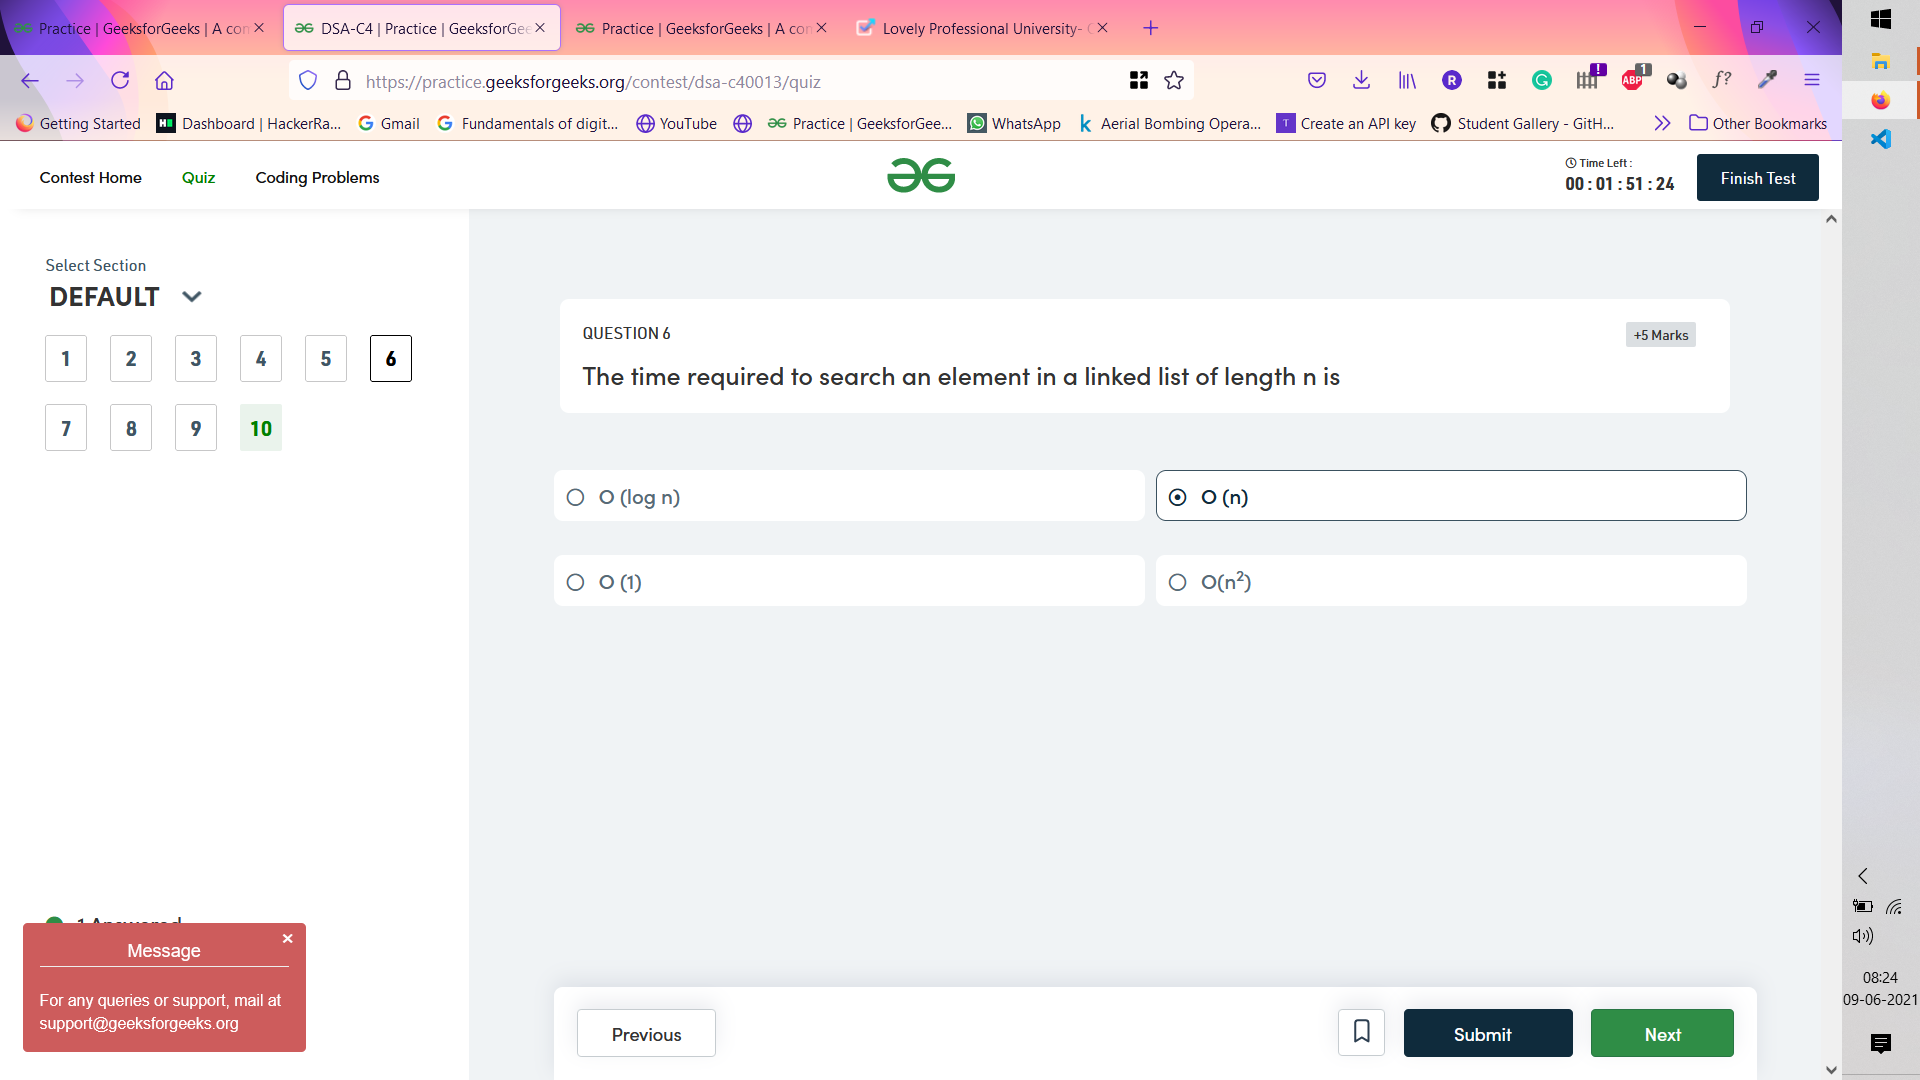 Practice | GeeksforGeeks | A con
DSA-C4 | Practice | GeeksforGee
Practice | GeeksforGeeks | A con
Lovely Professional University- C
https://practice.geeksforgeeks.org/contest/dsa-c40013/quiz
R
!
ABP
1
f?
Getting Started
Dashboard | HackerRa...
Gmail
Fundamentals of digit...
YouTube
Practice | GeeksforGee...
WhatsApp
Aerial Bombing Opera...
T
Create an API key
Student Gallery - GitH...
Other Bookmarks
Contest Home
Quiz
Coding Problems
Time Left :
00 : 01 : 51 : 24
Finish Test
Select Section
DEFAULT
1 2 3 4 5 6
7 8 9 10
QUESTION 6
+5 Marks
The time required to search an element in a linked list of length n is
O (log n)
O (n)
O (1)
O(n²)
1 Answered
Message
For any queries or support, mail at
support@geeksforgeeks.org
Previous
Submit
Next
08:24
09-06-2021